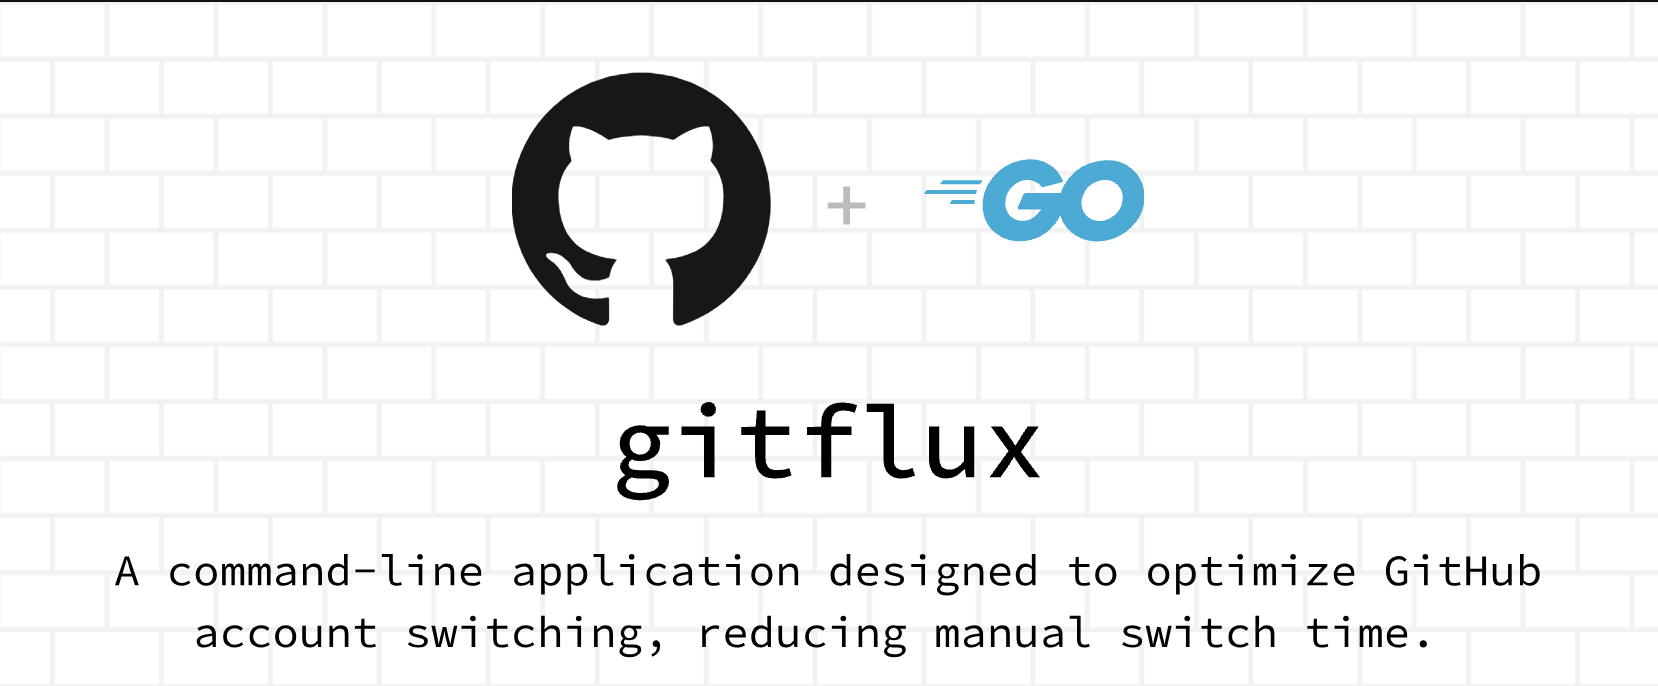 + GO
gitflux
A command-line application designed to optimize GitHub
account switching, reducing manual switch time.